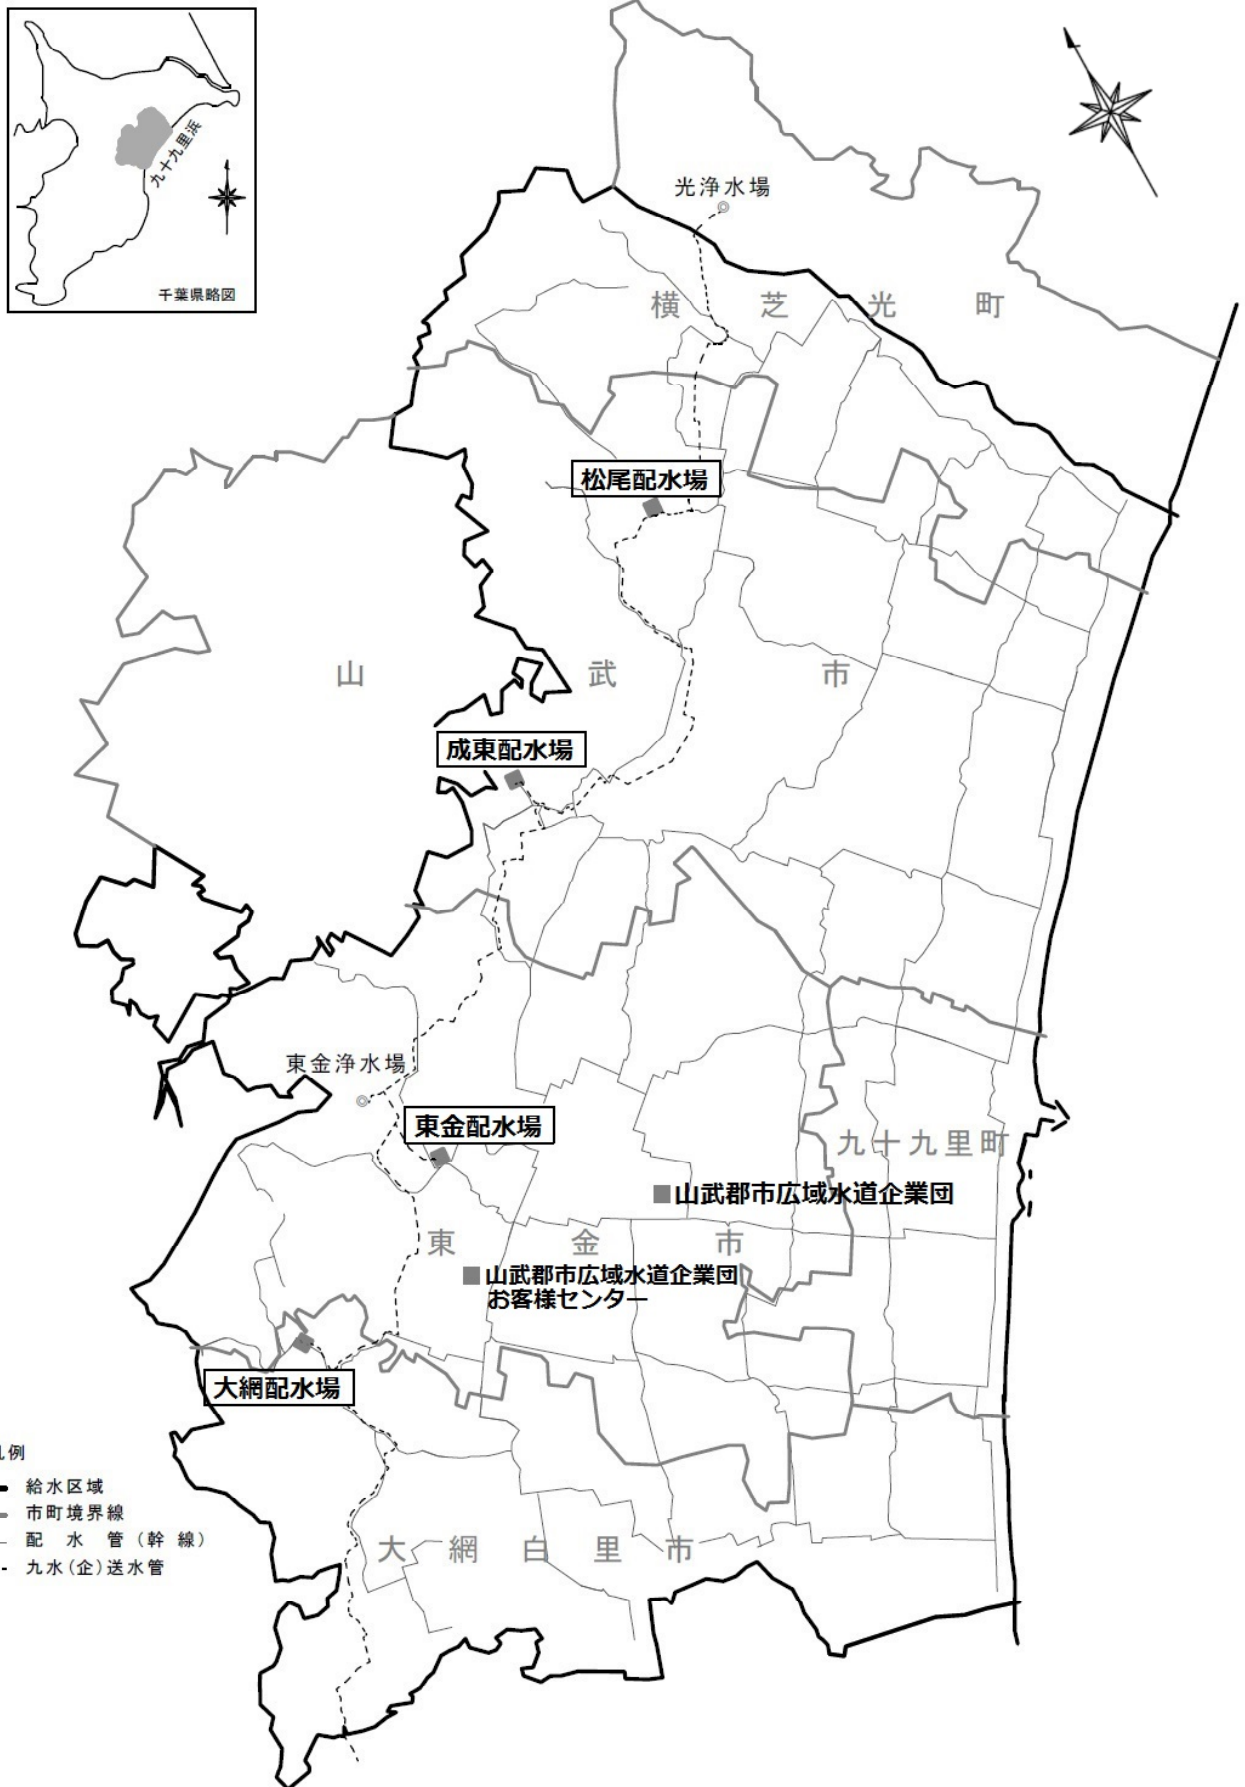 九十九里浜
千葉県略図
光浄水場
横芝光町
松尾配水場
山武市
成東配水場
東金浄水場
東金配水場
九十九里町
山武郡市広域水道企業団
東金市
山武郡市広域水道企業団
お客様センター
大網配水場
例
給水区域
市町境界線
配水管(幹線)
九水(企)送水管
大網白里市